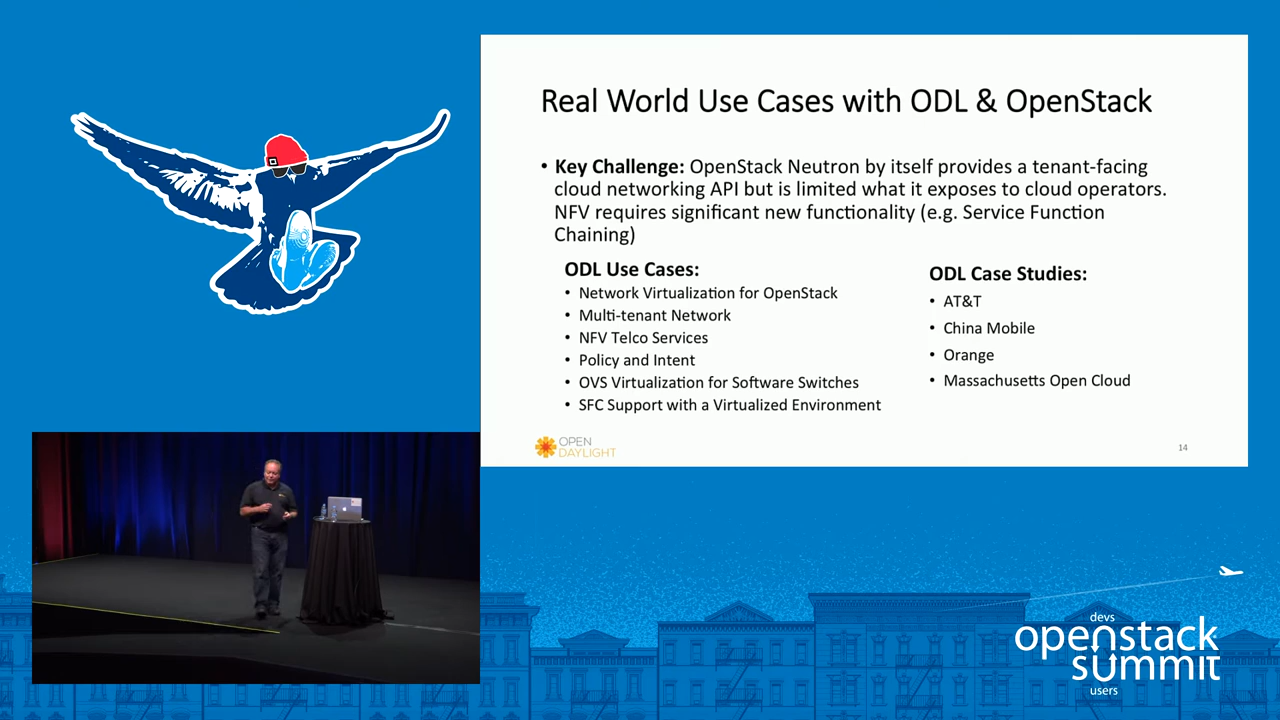 Real World Use Cases with ODL & OpenStack
• Key Challenge: OpenStack Neutron by itself provides a tenant-facing
cloud networking API but is limited what it exposes to cloud operators.
NFV requires significant new functionality (e.g. Service Function
Chaining)
ODL Use Cases:
• Network Virtualization for OpenStack
• Multi-tenant Network
• NFV Telco Services
• Policy and Intent
• OVS Virtualization for Software Switches
• SFC Support with a Virtualized Environment
ODL Case Studies:
• AT&T
• China Mobile
• Orange
• Massachusetts Open Cloud
OPEN
DAYLIGHT
14
devs
openstack
summit
users